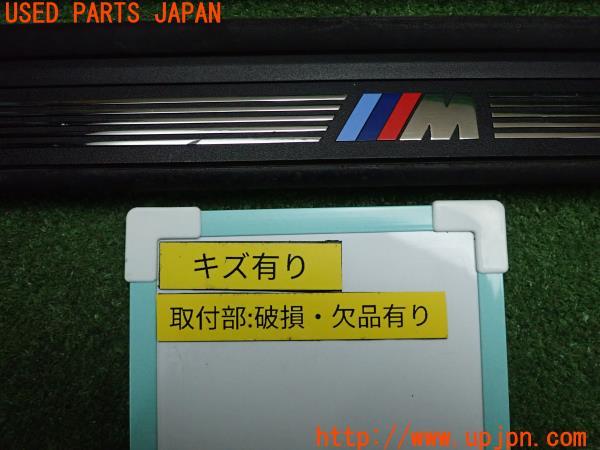 USED PARTS JAPAN
M
キズ有り
取付部:破損・欠品有り
http://www.upjpn.com